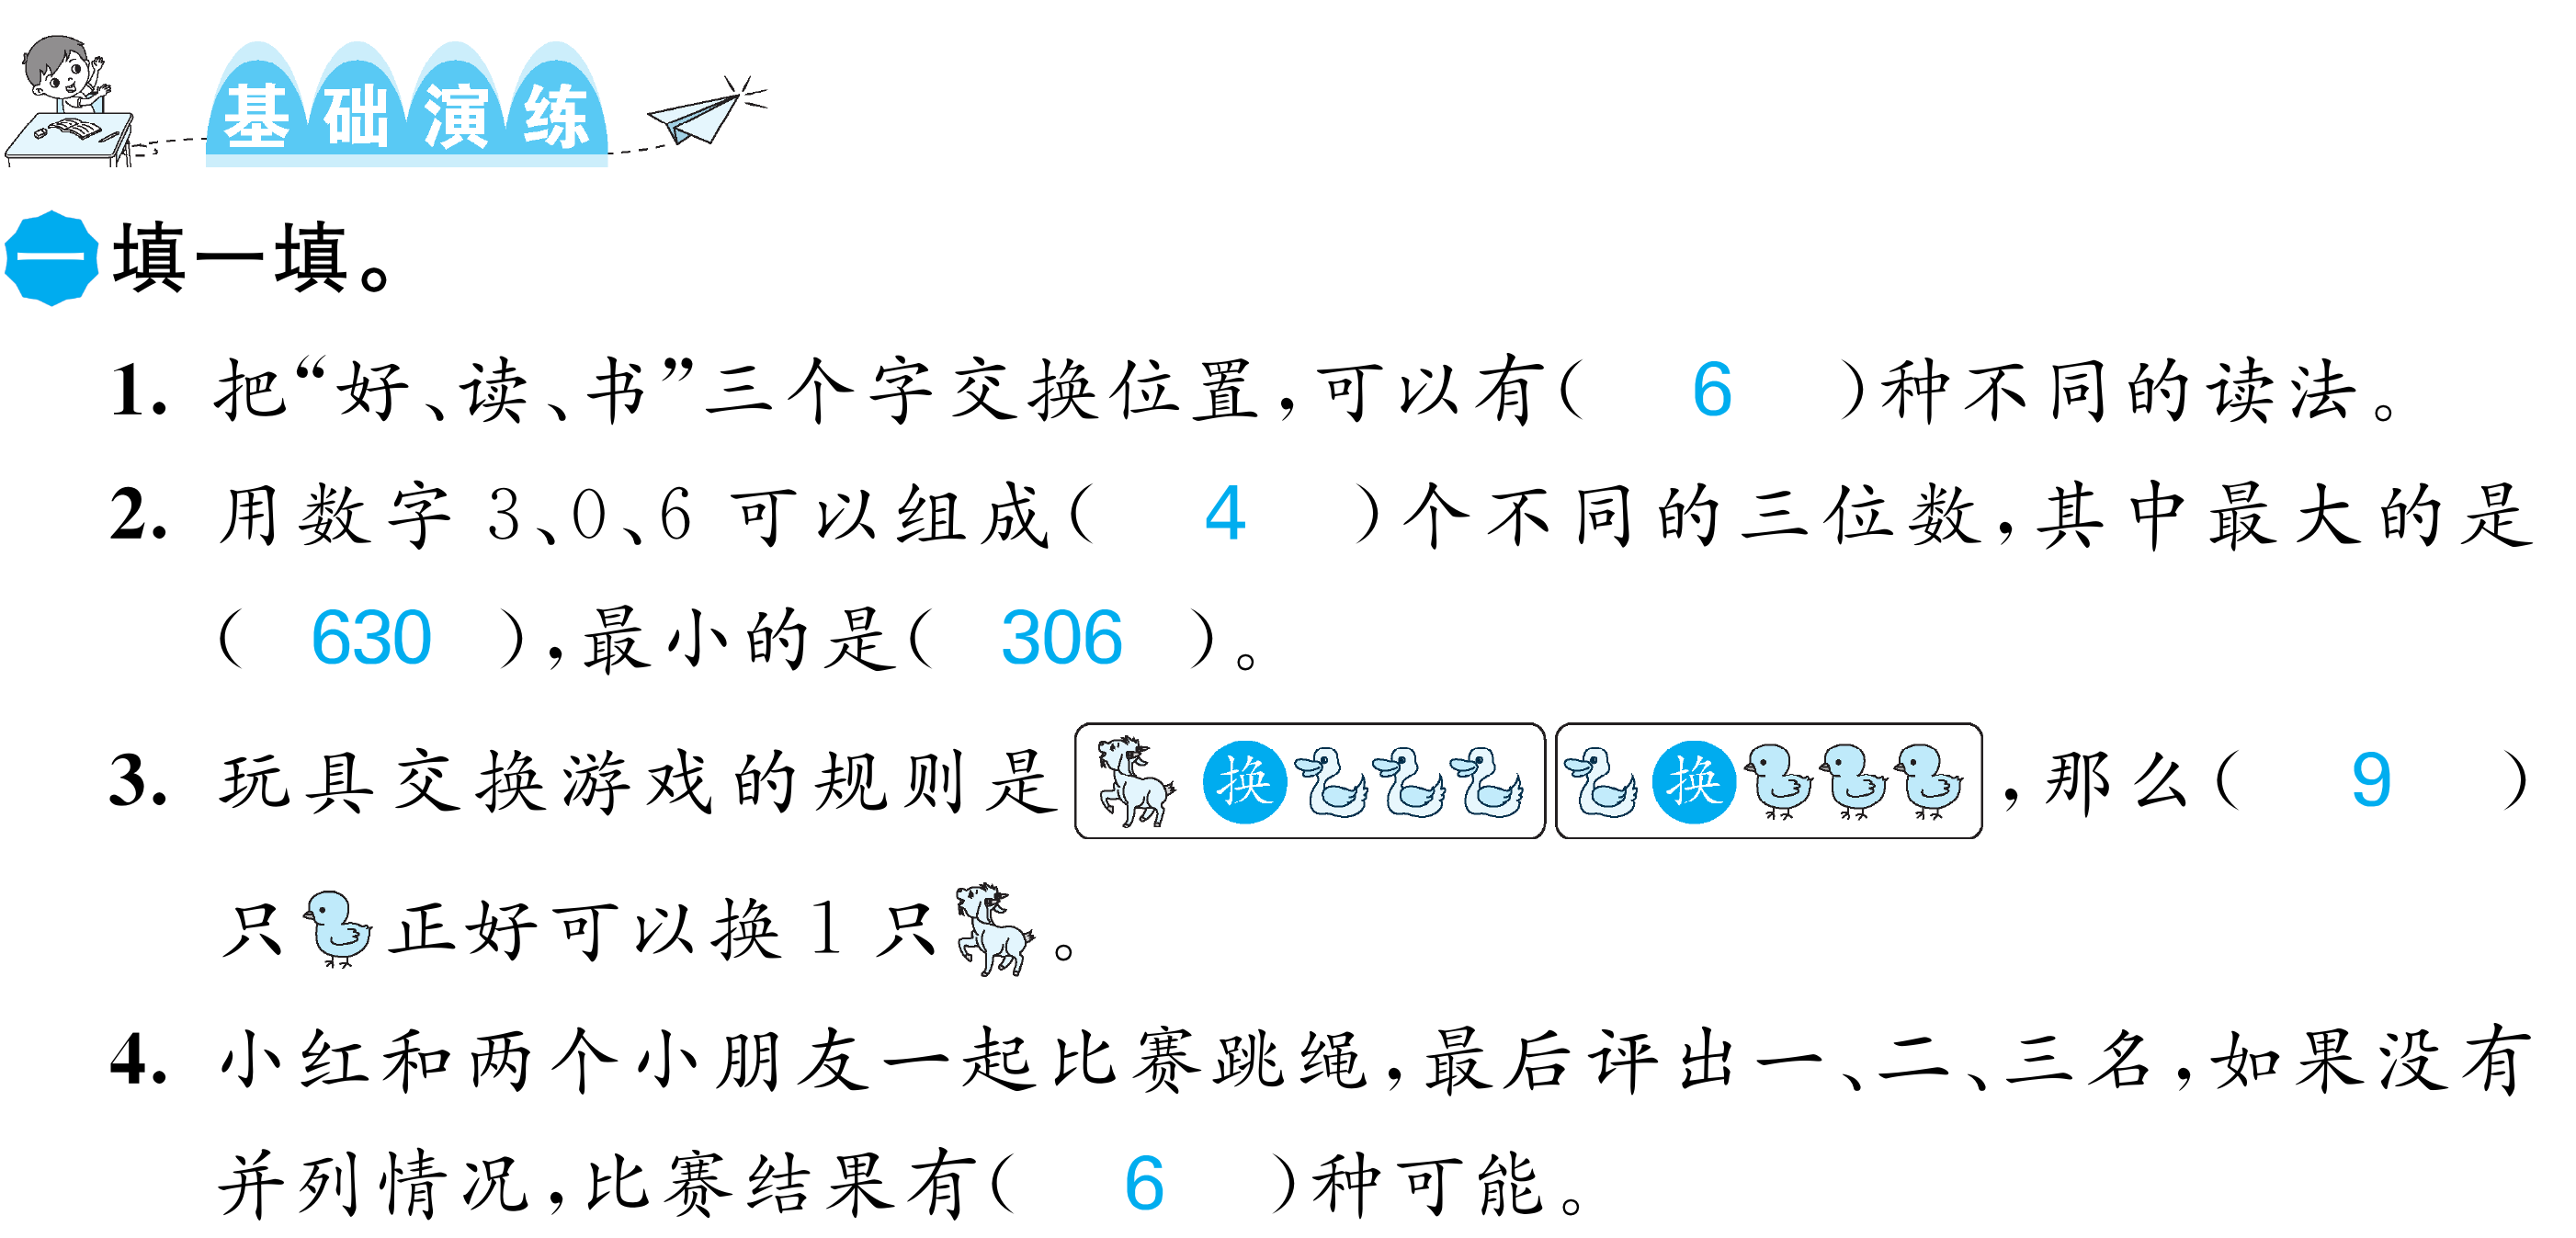 基础演练
一 填一填。
1. 把“好、读、书”三个字交换位置,可以有( 6 )种不同的读法。
2. 用数字 3、0、6 可以组成( 4 )个不同的三位数,其中最大的是
( 630 ),最小的是( 306 )。
3. 玩具交换游戏的规则是 换 换 ,那么( 9 )
只 正好可以换 1 只 。
4. 小红和两个小朋友一起比赛跳绳,最后评出一、二、三名,如果没有
并列情况,比赛结果有( 6 )种可能。